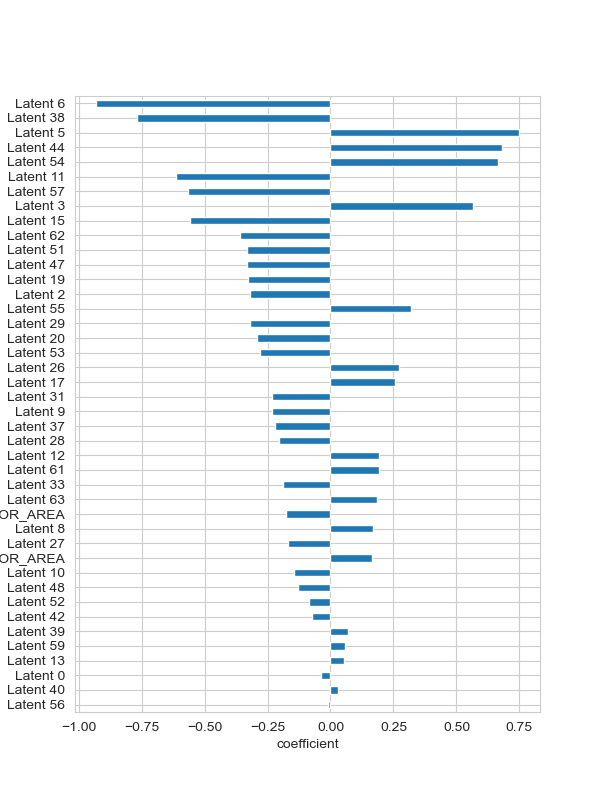 Latent 6
Latent 38
Latent 5
Latent 44
Latent 54
Latent 11
Latent 57
Latent 3
Latent 15
Latent 62
Latent 51
Latent 47
Latent 19
Latent 2
Latent 55
Latent 29
Latent 20
Latent 53
Latent 26
Latent 17
Latent 31
Latent 9
Latent 37
Latent 28
Latent 12
Latent 61
Latent 33
Latent 63
OR_AREA
Latent 8
Latent 27
OR_AREA
Latent 10
Latent 48
Latent 52
Latent 42
Latent 39
Latent 59
Latent 13
Latent 0
Latent 40
Latent 56
−1.00 −0.75 −0.50 −0.25 0.00 0.25 0.50 0.75
coefficient